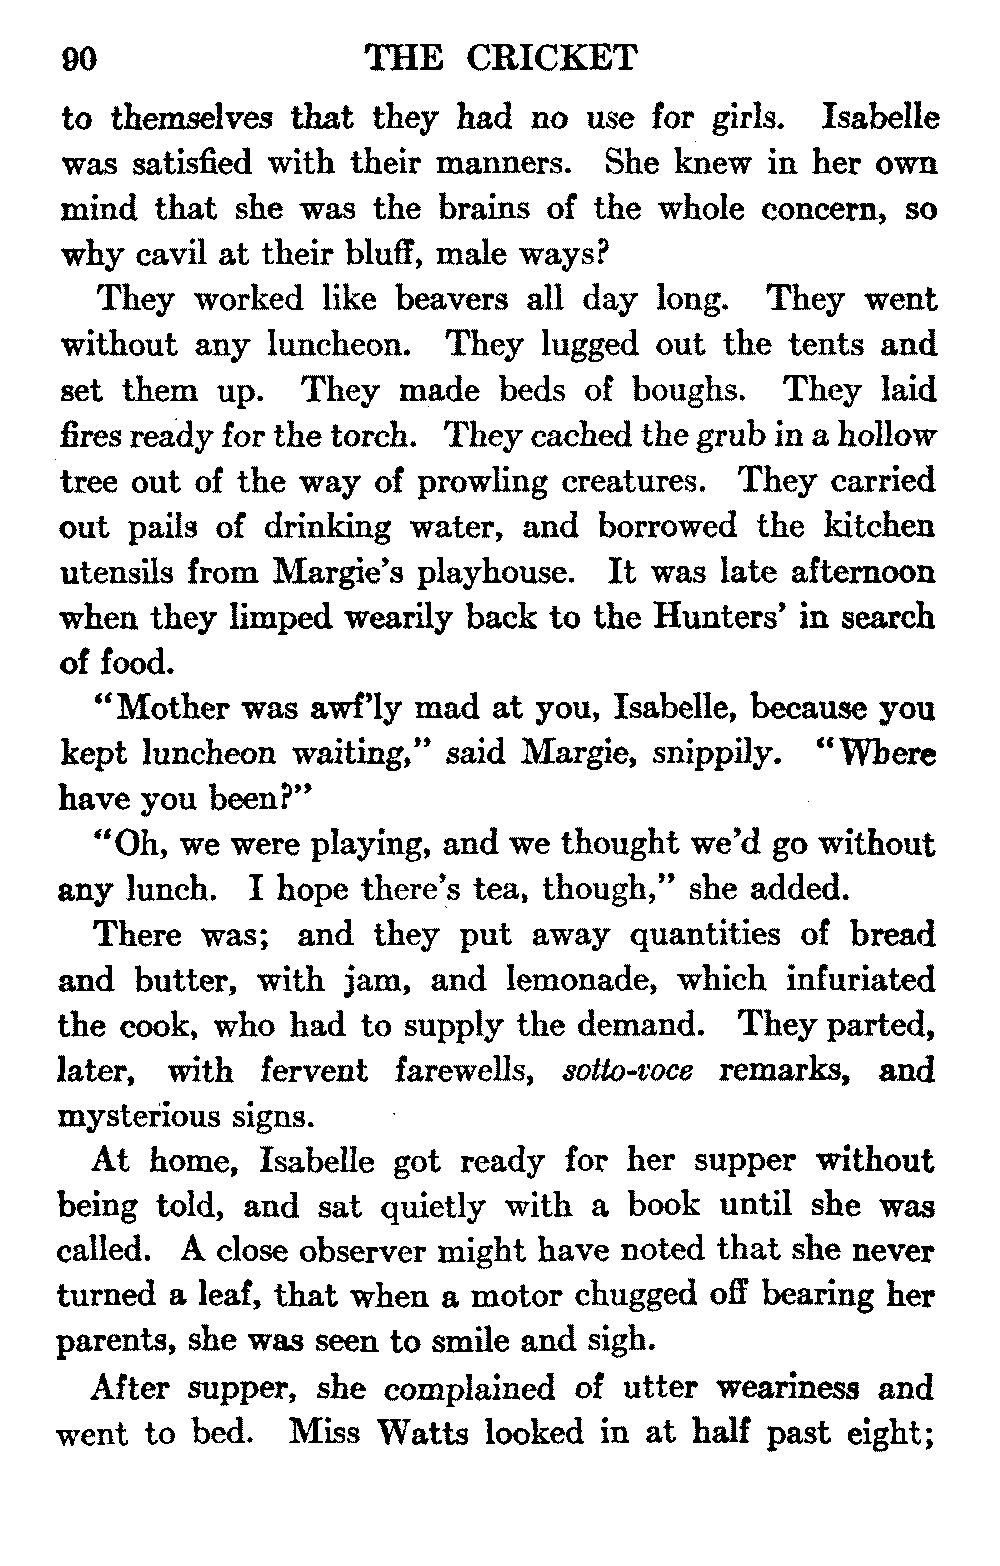 90 THE CRICKET
to themselves that they had no use for girls. Isabelle
was satisfied with their manners. She knew in her own
mind that she was the brains of the whole concern, so
why cavil at their bluff, male ways?
They worked like beavers all day long. They went
without any luncheon. They lugged out the tents and
set them up. They made beds of boughs. They laid
fires ready for the torch. They cached the grub in a hollow
tree out of the way of prowling creatures. They carried
out pails of drinking water, and borrowed the kitchen
utensils from Margie's playhouse. It was late afternoon
when they limped wearily back to the Hunters' in search
of food.
"Mother was awf'ly mad at you, Isabelle, because you
kept luncheon waiting," said Margie, snippily. "Where
have you been?"
"Oh, we were playing, and we thought we'd go without
any lunch. I hope there's tea, though," she added.
There was; and they put away quantities of bread
and butter, with jam, and lemonade, which infuriated
the cook, who had to supply the demand. They parted,
later, with fervent farewells, sotto-voce remarks, and
mysterious signs.
At home, Isabelle got ready for her supper without
being told, and sat quietly with a book until she was
called. A close observer might have noted that she never
turned a leaf, that when a motor chugged off bearing her
parents, she was seen to smile and sigh.
After supper, she complained of utter weariness and
went to bed. Miss Watts looked in at half past eight;